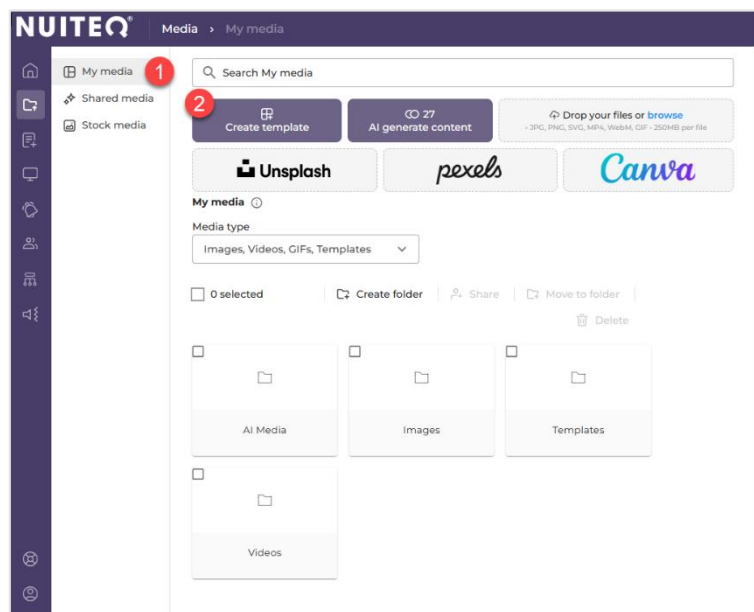 NUITEQ®
Media › My media
My media
1
Shared media
Stock media
Search My media
2
Create template
27
AI generate content
Drop your files or browse
- JPG, PNG, SVG, MP4, WebM, GIF - 250MB per file
Unsplash
pexels
Canva
My media
Media type
Images, Videos, GIFs, Templates
0 selected
Create folder
Share
Move to folder
Delete
AI Media
Images
Templates
Videos